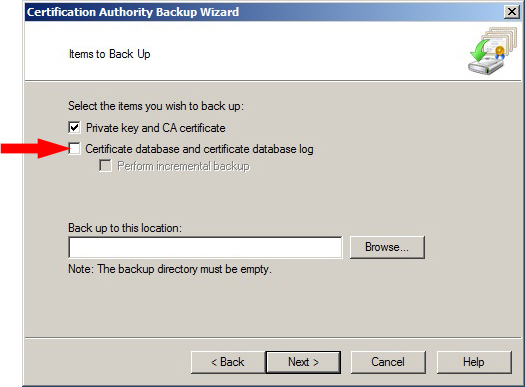 Certification Authority Backup Wizard
Items to Back Up
Select the items you wish to back up:
Private key and CA certificate
Certificate database and certificate database log
Perform incremental backup
Back up to this location:
Browse...
Note: The backup directory must be empty.
< Back Next > Cancel Help